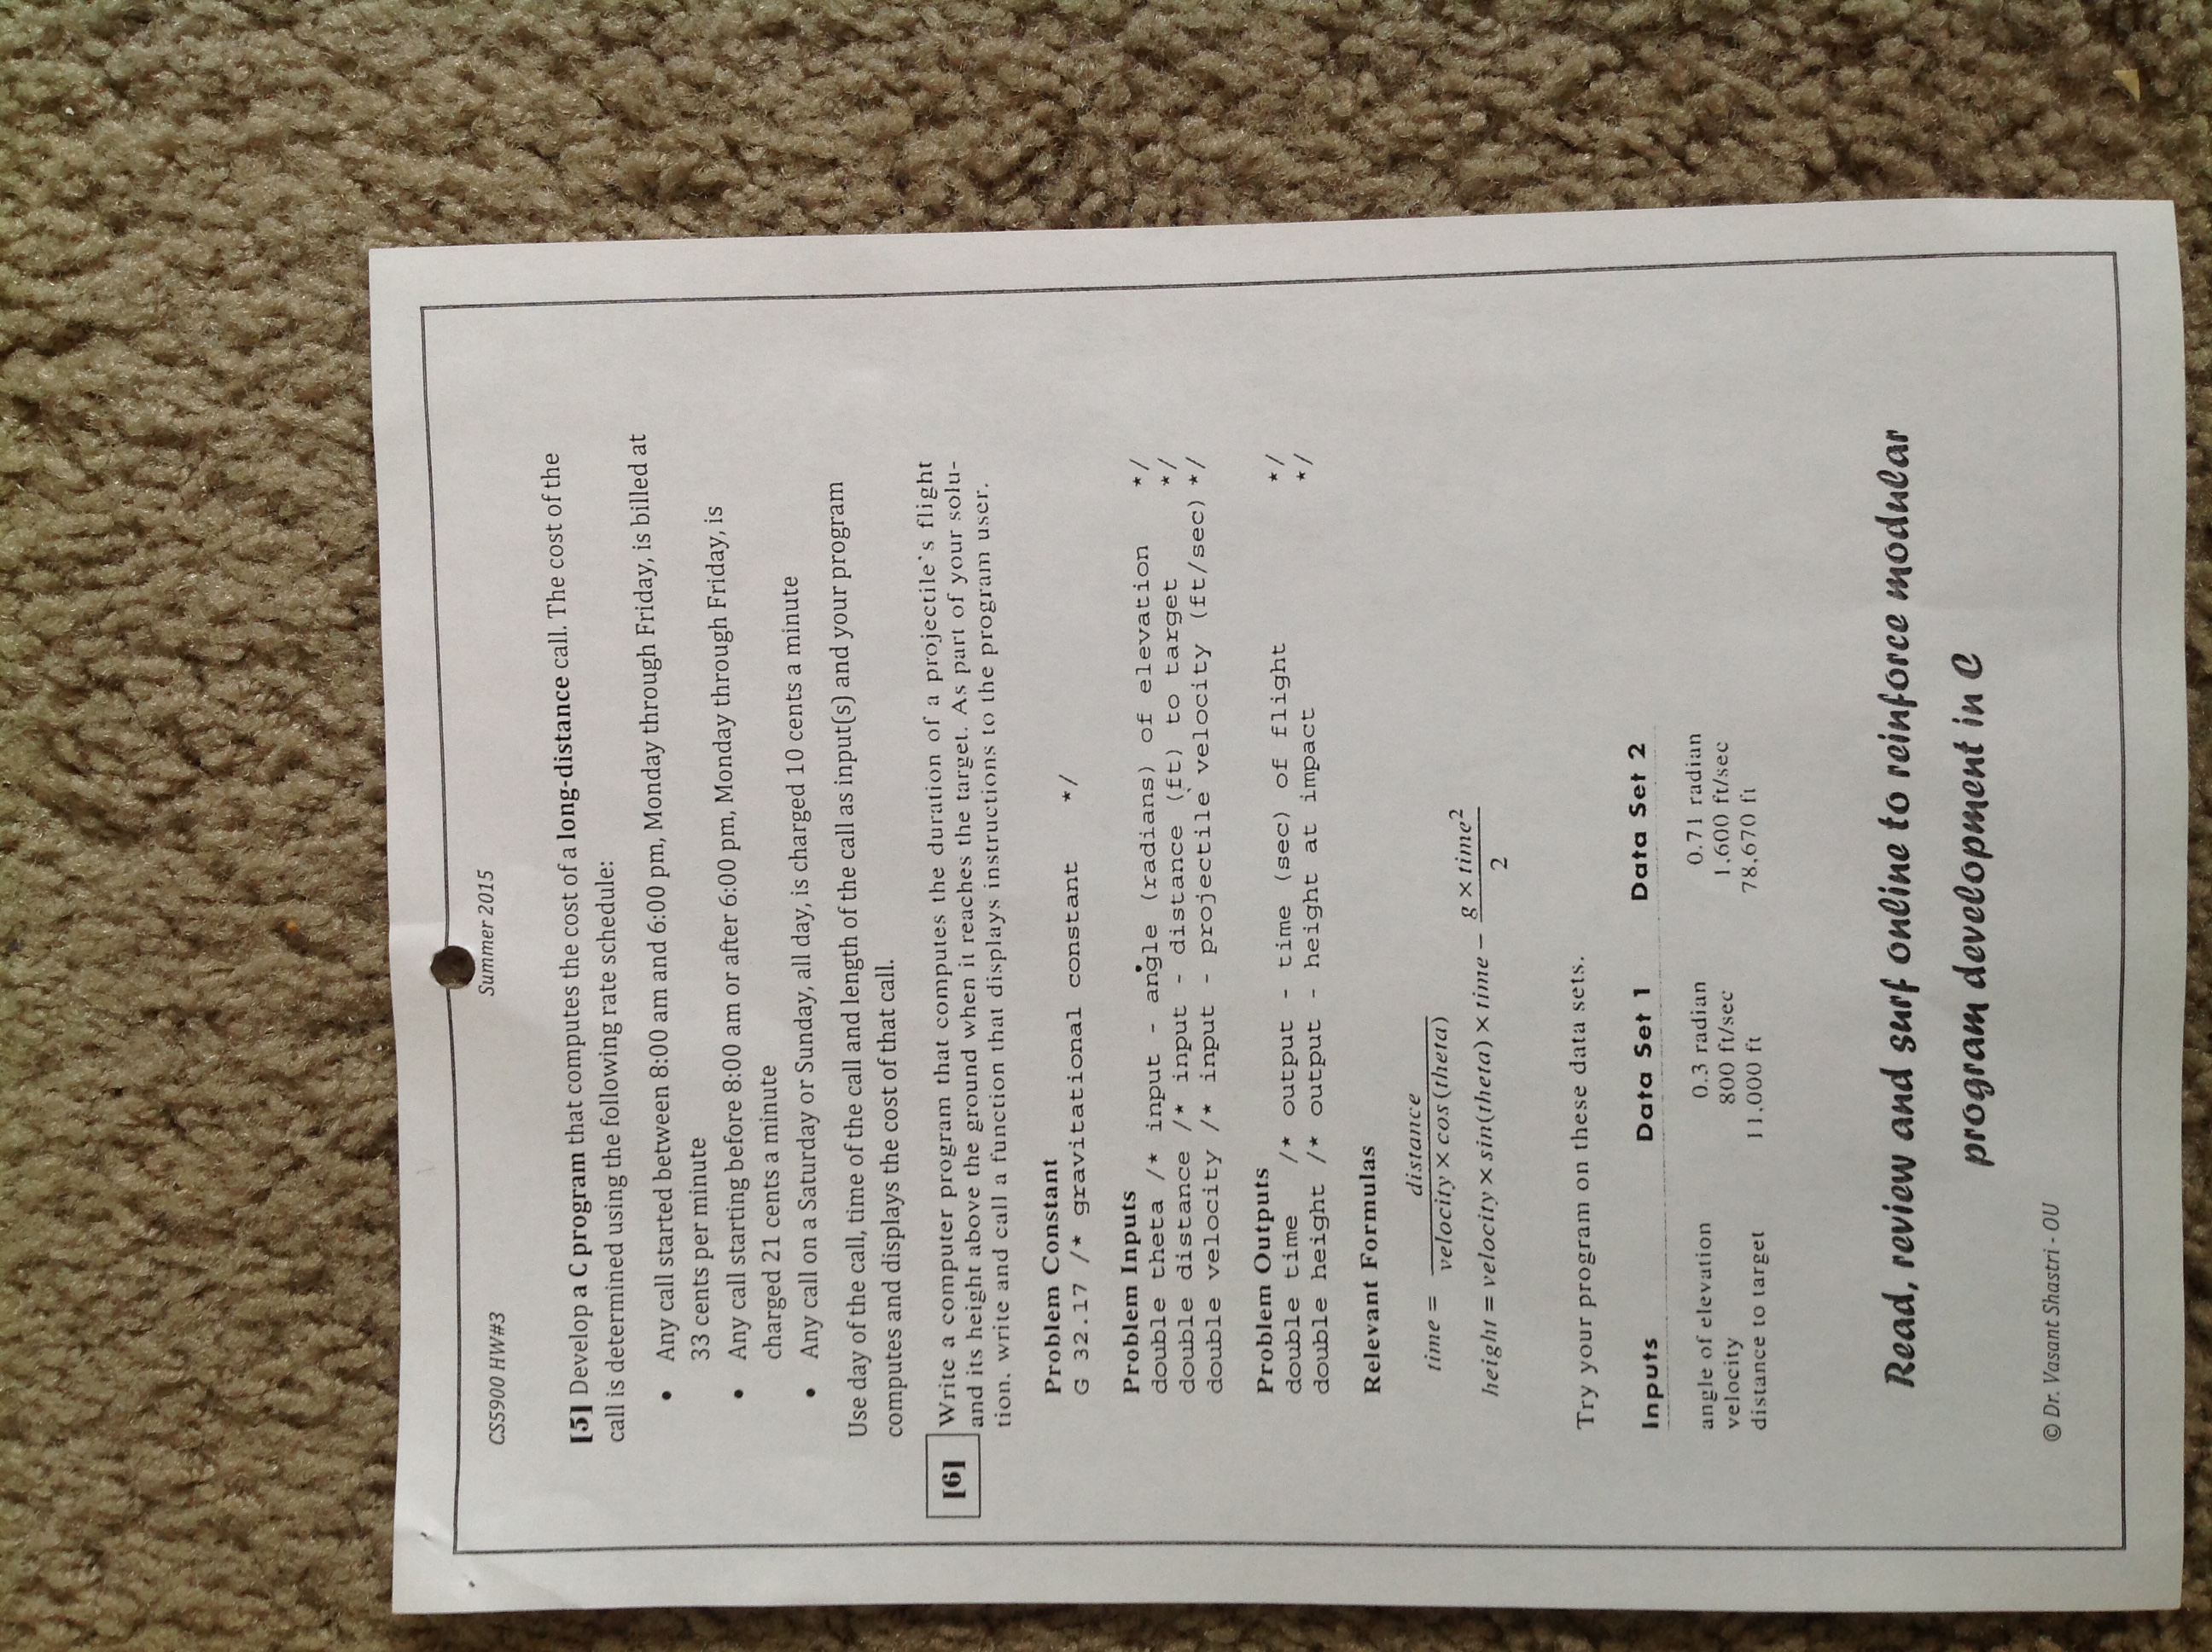 CS5900 HW#3
Summer 2015
[5] Develop a C program that computes the cost of a long-distance call. The cost of the
call is determined using the following rate schedule:
• Any call started between 8:00 am and 6:00 pm, Monday through Friday, is billed at
33 cents per minute
• Any call starting before 8:00 am or after 6:00 pm, Monday through Friday, is
charged 21 cents a minute
• Any call on a Saturday or Sunday, all day, is charged 10 cents a minute
Use day of the call, time of the call and length of the call as input(s) and your program
computes and displays the cost of that call.
[6] Write a computer program that computes the duration of a projectile's flight
and its height above the ground when it reaches the target. As part of your solu-
tion, write and call a function that displays instructions to the program user.
Problem Constant
G 32.17 /* gravitational constant */
Problem Inputs
double theta /* input - angle (radians) of elevation */
double distance /* input - distance (ft) to target */
double velocity /* input - projectile velocity (ft/sec) */
Problem Outputs
double time /* output - time (sec) of flight */
double height /* output - height at impact */
Relevant Formulas
time = distance / velocity × cos (theta)
height = velocity × sin(theta) × time − g × time² / 2
Try your program on these data sets.
Inputs Data Set 1 Data Set 2
angle of elevation 0.3 radian 0.71 radian
velocity 800 ft/sec 1,600 ft/sec
distance to target 11,000 ft 78,670 ft
Read, review and surf online to reinforce modular
program development in C
© Dr. Vasant Shastri - OU